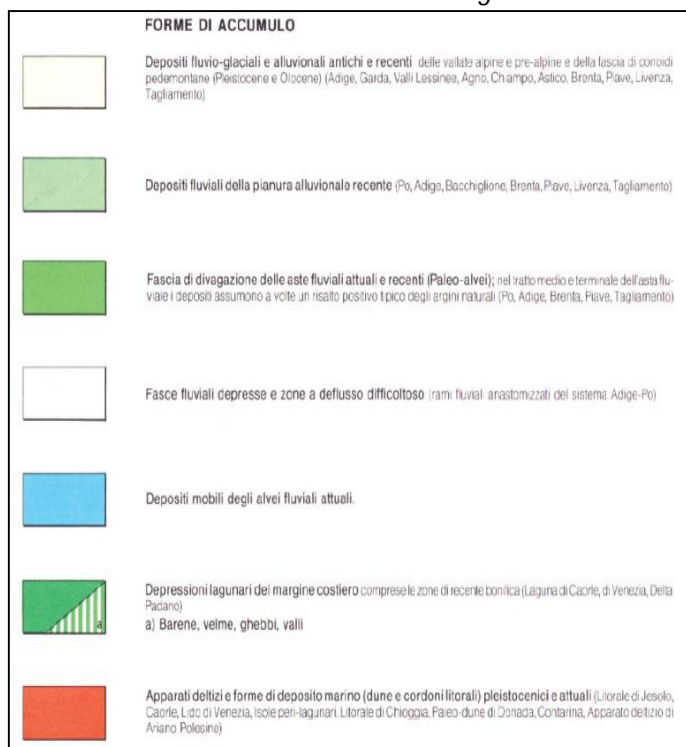 FORME DI ACCUMULO
Depositi fluvio-glaciali e alluvionali antichi e recenti delle vallate alpine e pre-alpine e della fascia di conoidi
pedemontane (Pleistocene e Olocene) (Adige, Garda, Valli Lessinee, Agno, Chiampo, Astico, Brenta, Piave, Livenza,
Tagliamento)
Depositi fluviali della pianura alluvionale recente (Po, Adige, Bacchiglione, Brenta, Piave, Livenza, Tagliamento)
Fascia di divagazione delle aste fluviali attuali e recenti (Paleo-alvei); nel tratto medio e terminale dell'asta flu-
viale i depositi assumono a volte un risalto positivo tipico degli argini naturali (Po, Adige, Brenta, Piave, Tagliamento)
Fasce fluviali depresse e zone a deflusso difficoltoso (rami fluviali anastomizzati del sistema Adige-Po)
Depositi mobili degli alvei fluviali attuali.
Depressioni lagunari del margine costiero comprese le zone di recente bonifica (Laguna di Caorle, di Venezia, Delta
Padano)
a
a) Barene, velme, ghebbi, valli
Apparati deltizi e forme di deposito marino (dune e cordoni litorali) pleistocenici e attuali (Litorale di Jesolo,
Caorle, Lido di Venezia, Isole peri-lagunari, Litorale di Chioggia, Paleo-dune di Donada, Contarina, Apparato deltizio di
Ariano Polesine)